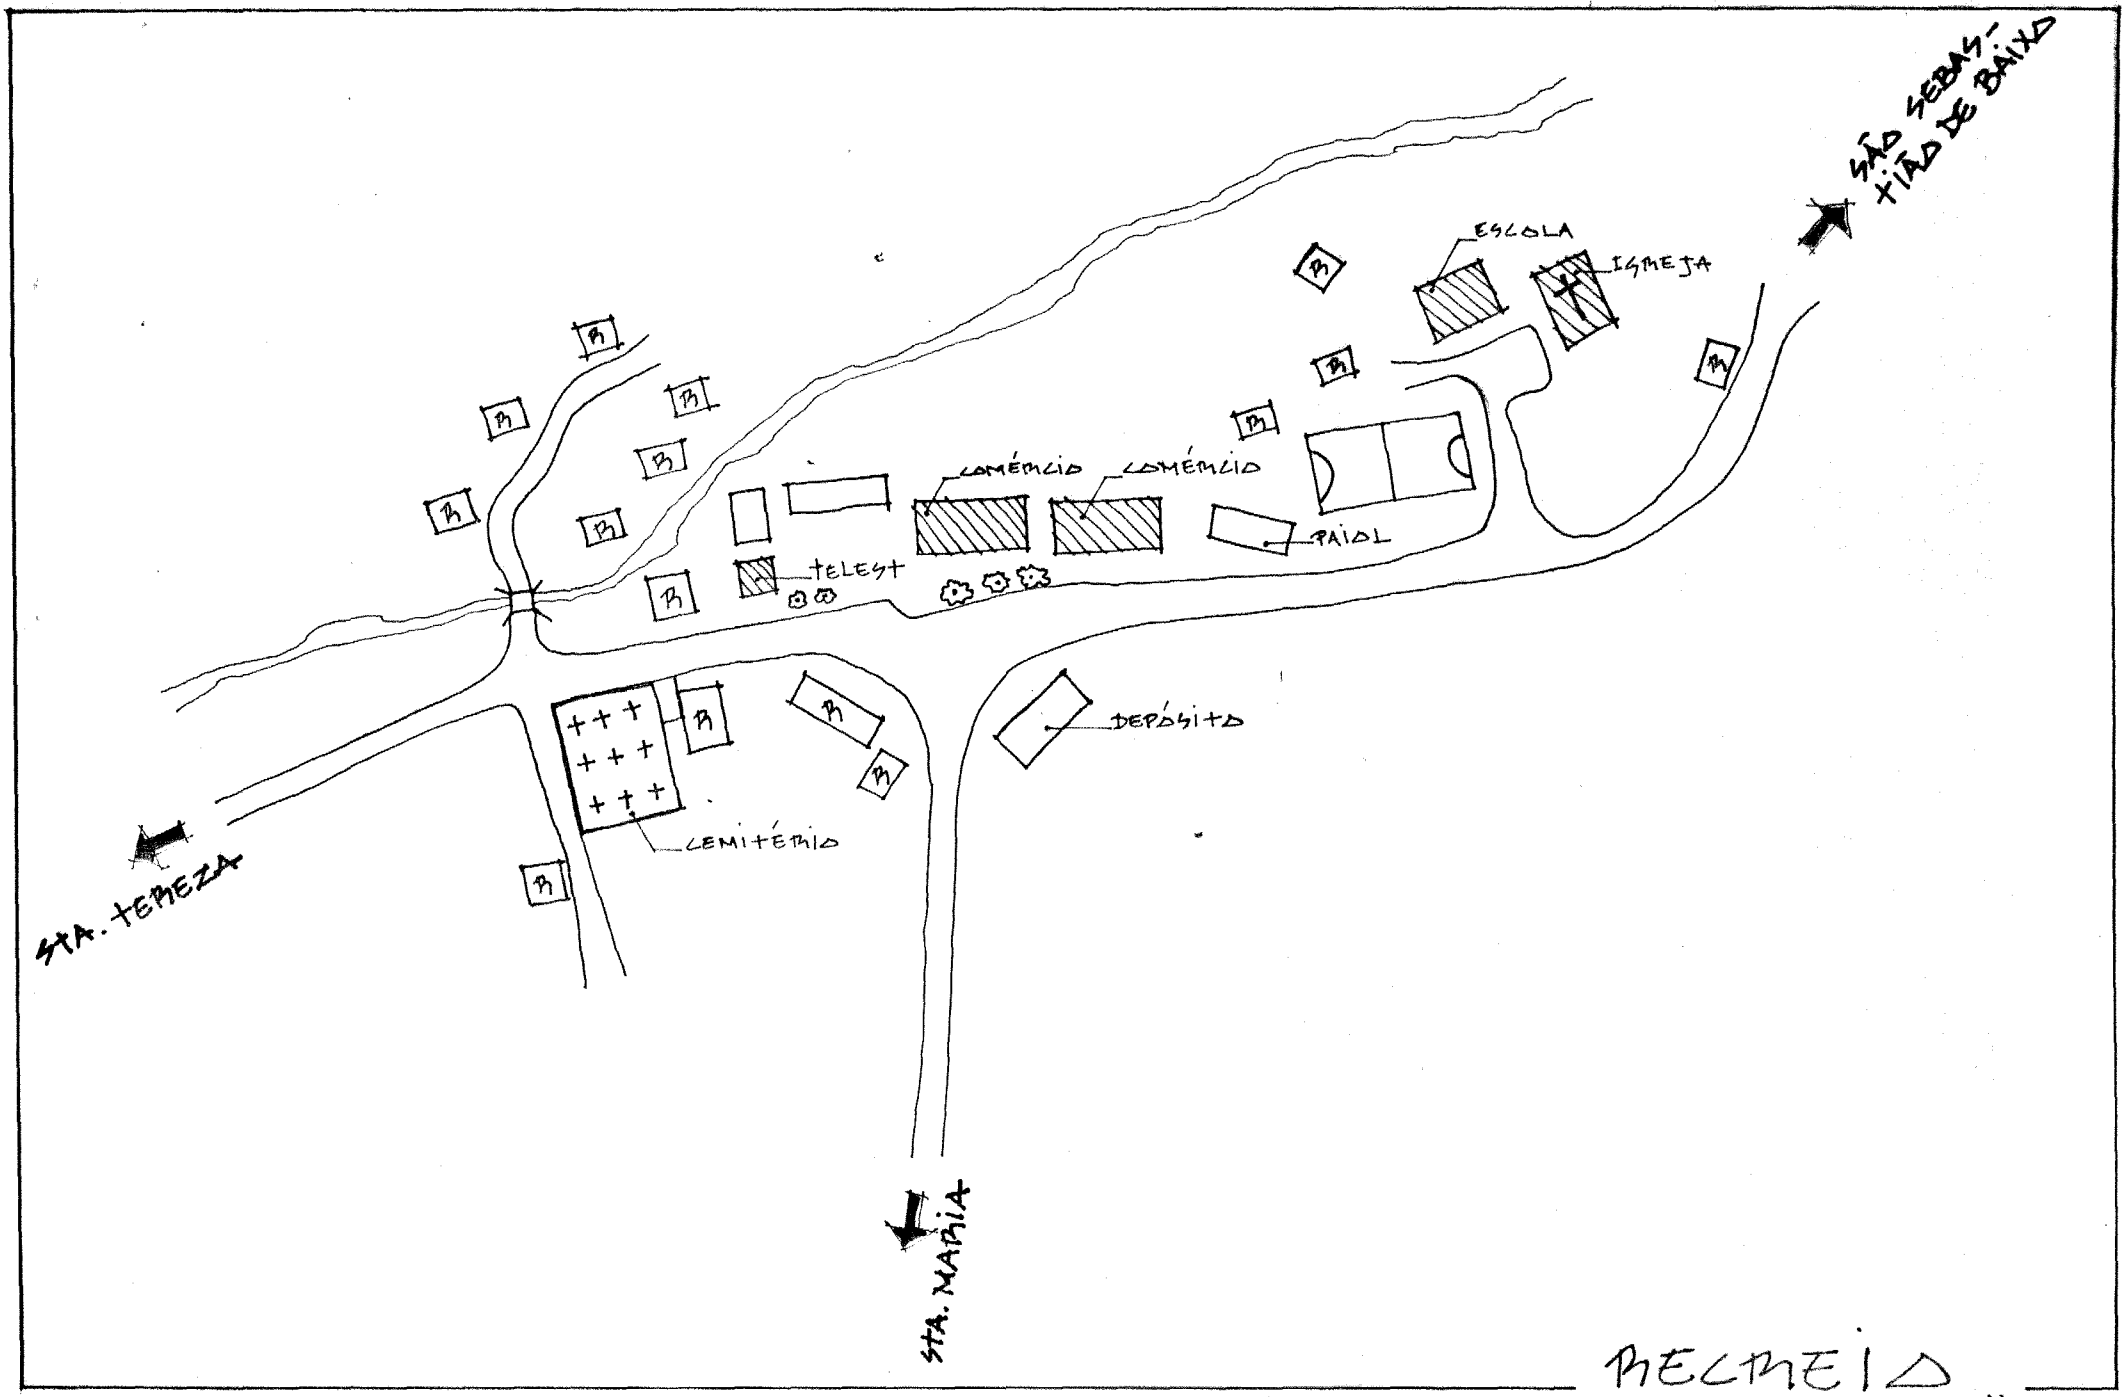 SÃO SEBAS-
TIÃO DE BAIXO
ESCOLA
IGREJA
R
R
R
R
R
R
R
COMÉRCIO
COMÉRCIO
R
R
R
PAIOL
TELEST
R
R
R
R
DEPÓSITO
CEMITÉRIO
R
STA. TEREZA
STA. MARIA
RECREIO